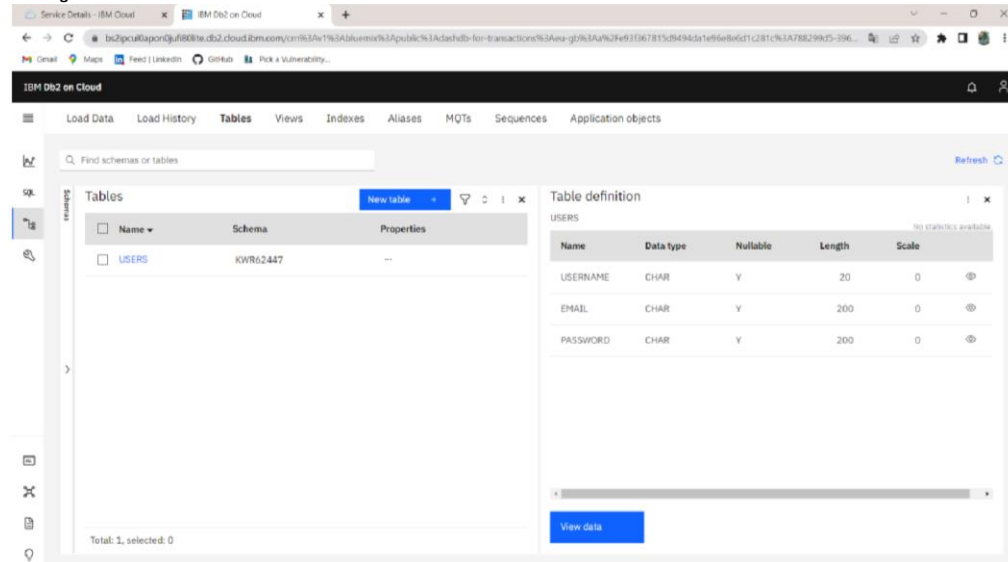 Service Details - IBM Cloud
IBM Db2 on Cloud
Gmail Maps Feed | LinkedIn GitHub Pick a Vulnerability...
IBM Db2 on Cloud
Load Data Load History Tables Views Indexes Aliases MQTs Sequences Application objects
Find schemas or tables
Refresh
SQL
Schemas
Tables
New table +
Name Schema Properties
USERS KWR62447 ---
Total: 1, selected: 0
Table definition
USERS
No statistics available
Name Data type Nullable Length Scale
USERNAME CHAR Y 20 0
EMAIL CHAR Y 200 0
PASSWORD CHAR Y 200 0
View data